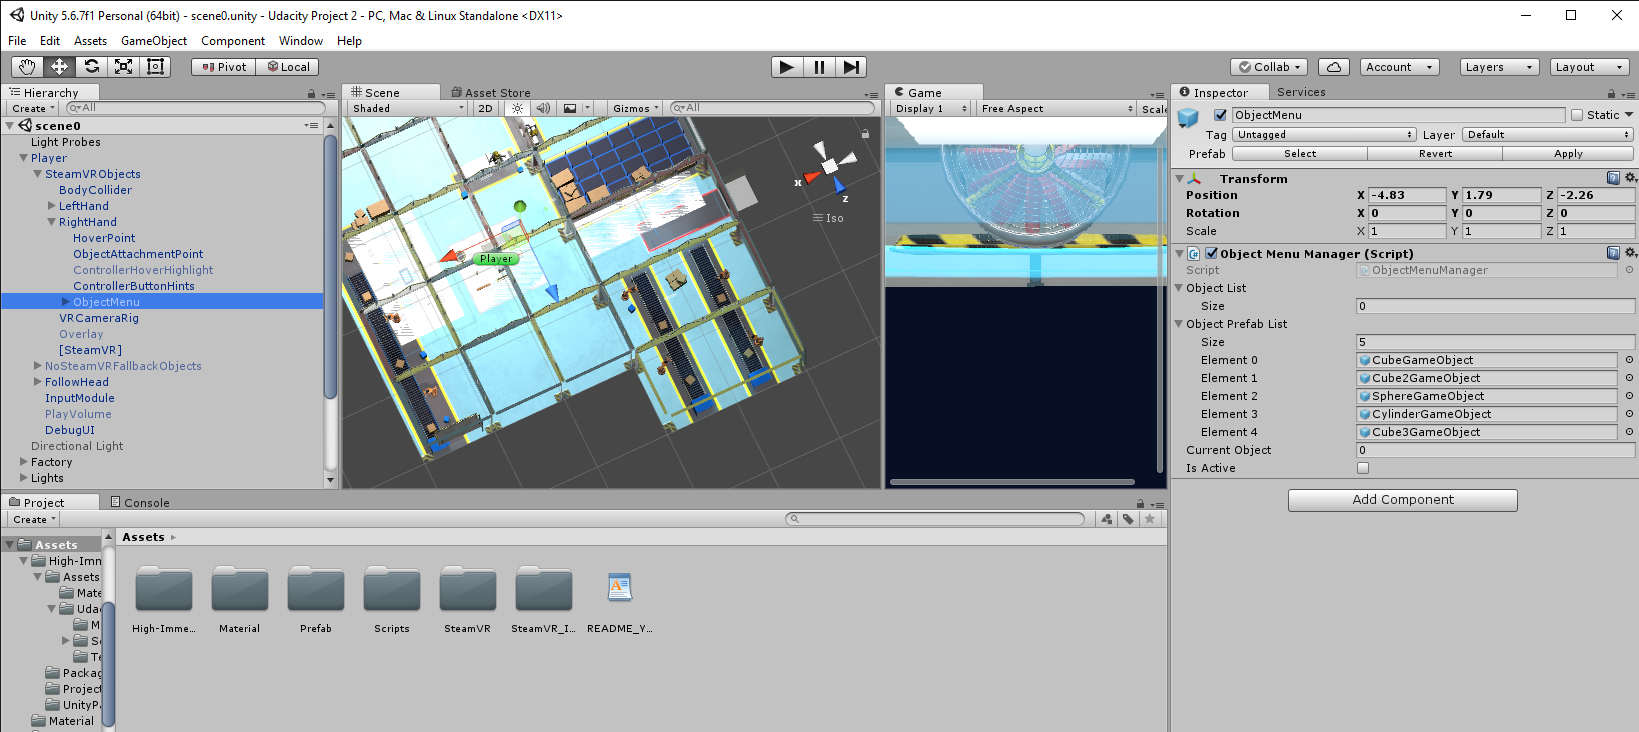 Unity 5.6.7f1 Personal (64bit) - scene0.unity - Udacity Project 2 - PC, Mac & Linux Standalone <DX11>
File Edit Assets GameObject Component Window Help
Pivot Local Collab Account Layers Layout
Hierarchy
Create All
scene0
Light Probes
Player
SteamVRObjects
BodyCollider
LeftHand
RightHand
HoverPoint
ObjectAttachmentPoint
ControllerHoverHighlight
ControllerButtonHints
ObjectMenu
VRCameraRig
Overlay
[SteamVR]
NoSteamVRFallbackObjects
FollowHead
InputModule
PlayVolume
DebugUI
Directional Light
Factory
Lights
Scene Asset Store
Shaded 2D Gizmos All
x
z
Iso
Player
Game
Display 1 Free Aspect Scale
Inspector Services
ObjectMenu Static
Tag Untagged Layer Default
Prefab Select Revert Apply
Transform
Position X -4.83 Y 1.79 Z -2.26
Rotation X 0 Y 0 Z 0
Scale X 1 Y 1 Z 1
Object Menu Manager (Script)
Script ObjectMenuManager
Object List
Size 0
Object Prefab List
Size 5
Element 0 CubeGameObject
Element 1 Cube2GameObject
Element 2 SphereGameObject
Element 3 CylinderGameObject
Element 4 Cube3GameObject
Current Object 0
Is Active
Add Component
Project Console
Create
Assets
High-Imm
Assets
Mate
Udac
M
S
Te
Packag
Project
UnityPa
Material
Assets
High-Imme...
Material
Prefab
Scripts
SteamVR
SteamVR_I...
README_Y...